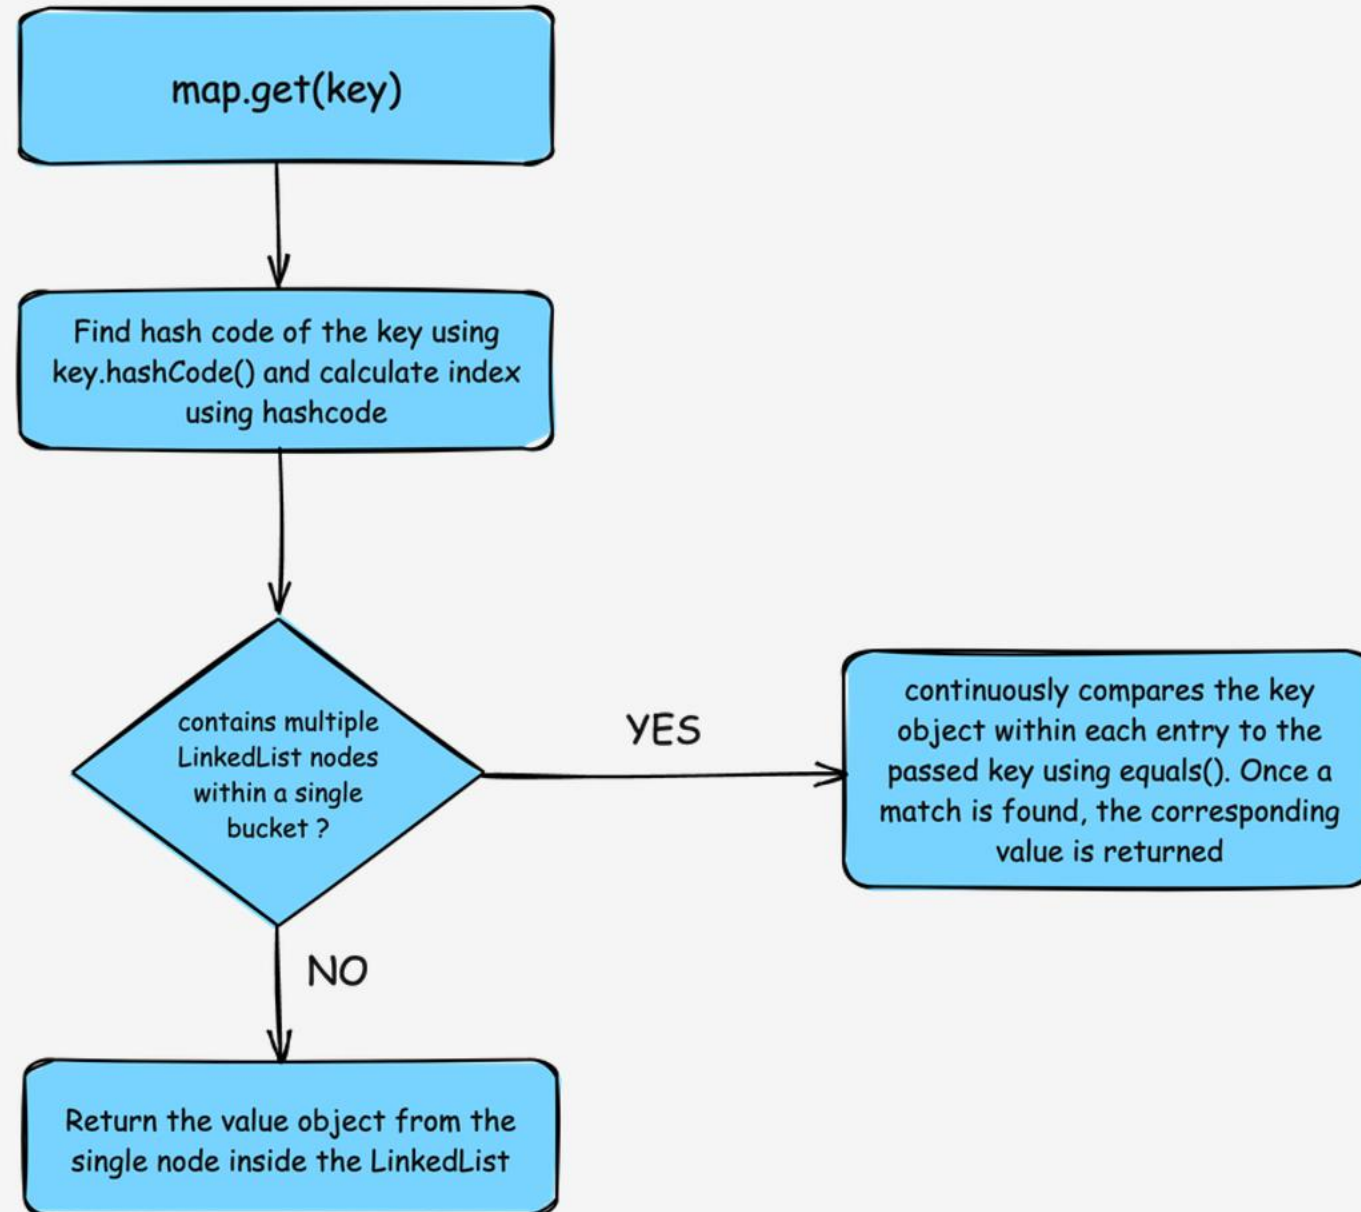 map.get(key)
Find hash code of the key using
key.hashCode() and calculate index
using hashcode
contains multiple
LinkedList nodes
within a single
bucket ?
YES
continuously compares the key
object within each entry to the
passed key using equals(). Once a
match is found, the corresponding
value is returned
NO
Return the value object from the
single node inside the LinkedList